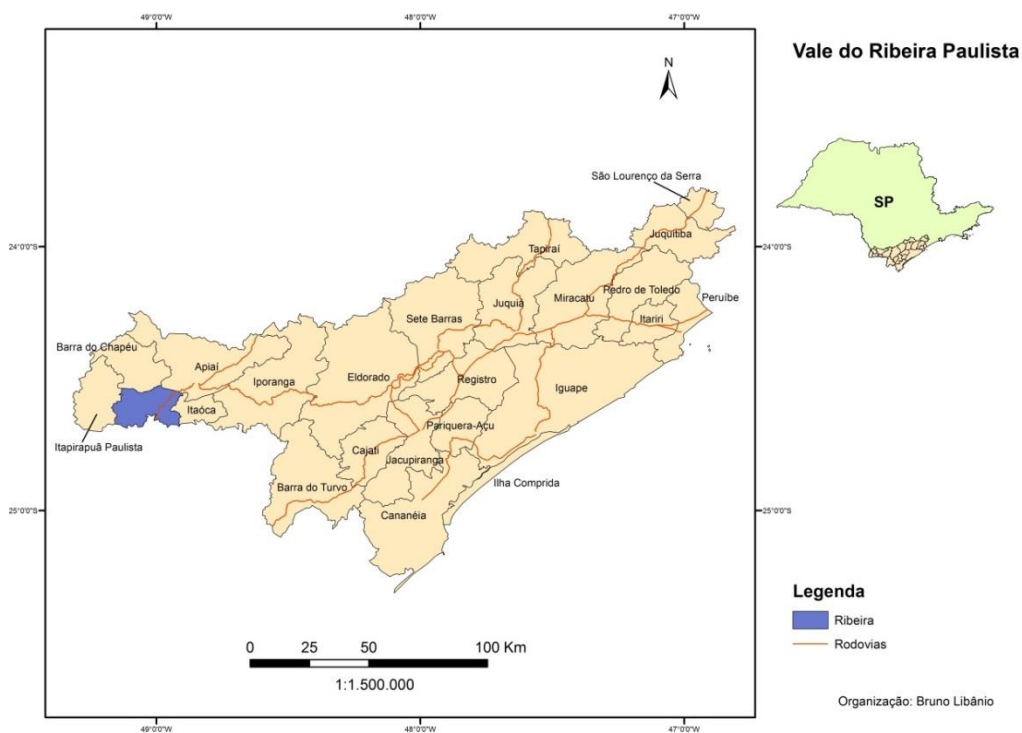 49°0'0"W
48°0'0"W
47°0'0"W
Vale do Ribeira Paulista
N
São Lourenço da Serra
SP
24°0'0"S
24°0'0"S
Juquitiba
Tapiraí
Pedro de Toledo
Peruíbe
Juquiá
Miracatu
Sete Barras
Itariri
Barra do Chapéu
Apiaí
Iporanga
Eldorado
Registro
Iguape
Itaóca
Itapirapuã Paulista
Pariquera-Açu
Cajati
Jacupiranga
Barra do Turvo
Ilha Comprida
25°0'0"S
25°0'0"S
Cananéia
Legenda
Ribeira
Rodovias
0 25 50 100 Km
1:1.500.000
Organização: Bruno Libânio
49°0'0"W
48°0'0"W
47°0'0"W